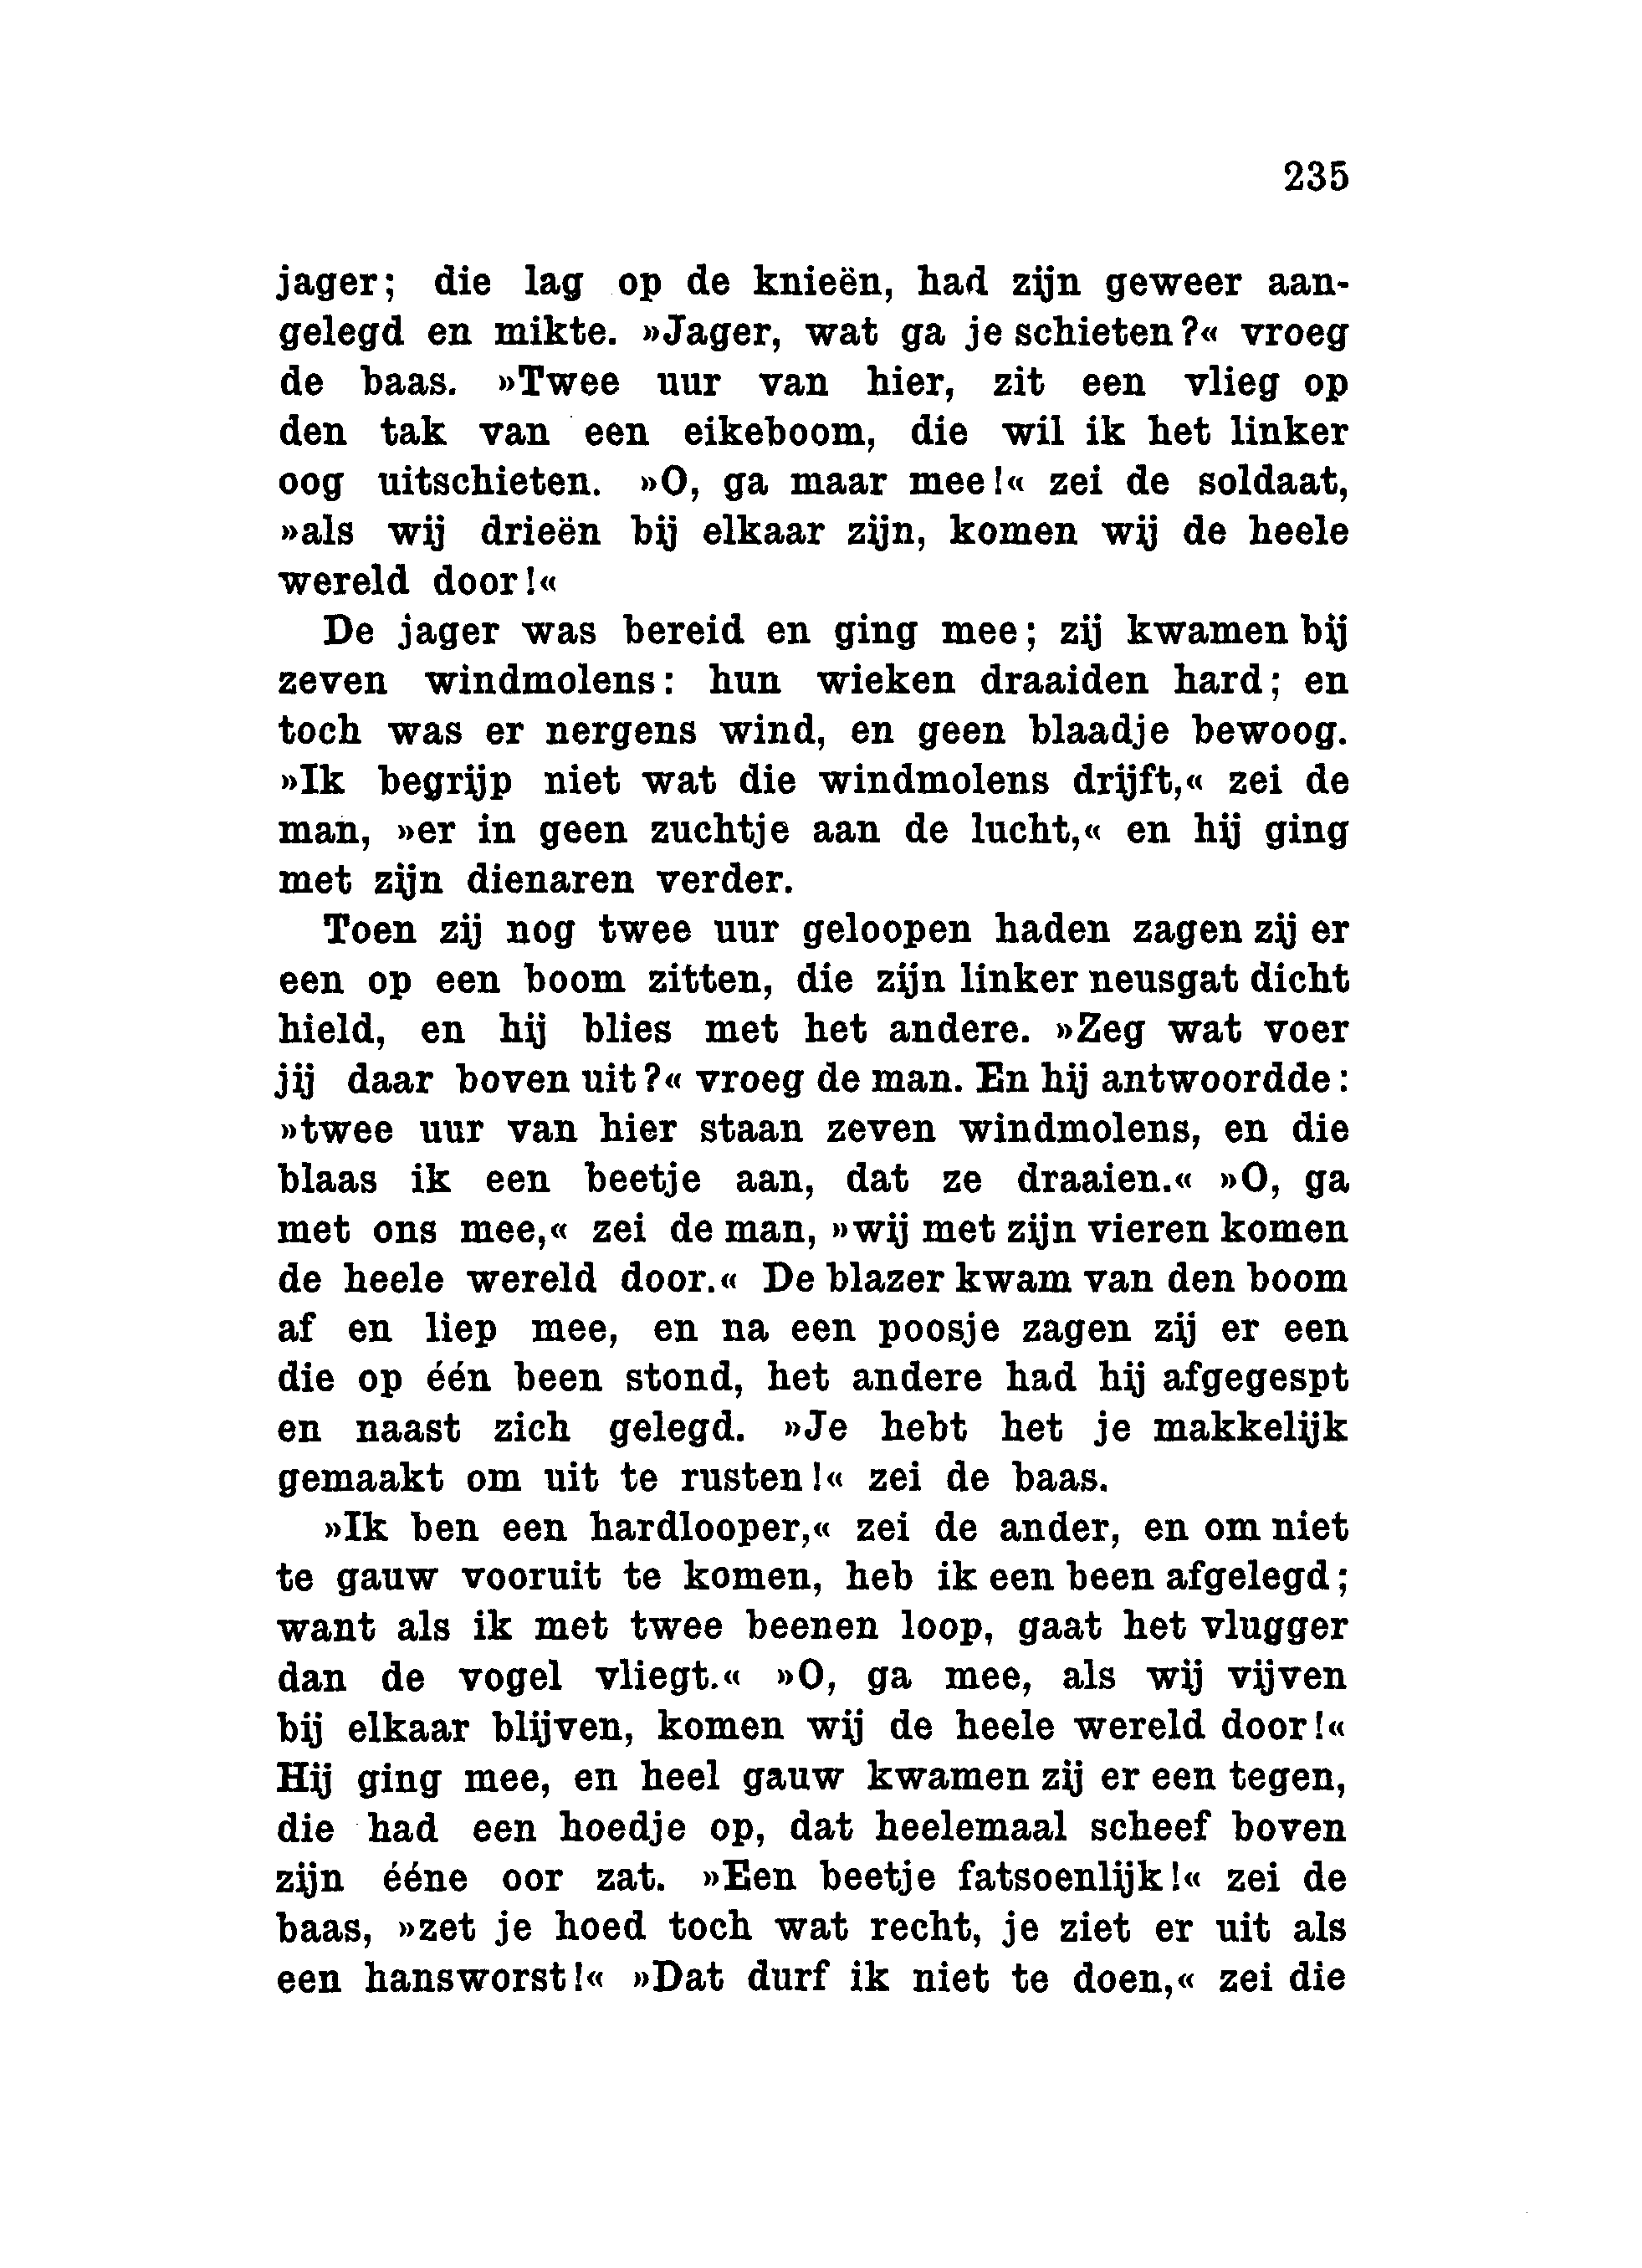 235
jager; die lag op de knieën, had zijn geweer aan-
gelegd en mikte. »Jager, wat ga je schieten?« vroeg
de baas. »Twee uur van hier, zit een vlieg op
den tak van een eikeboom, die wil ik het linker
oog uitschieten. »O, ga maar mee!« zei de soldaat,
»als wij drieën bij elkaar zijn, komen wij de heele
wereld door!«
De jager was bereid en ging mee; zij kwamen bij
zeven windmolens: hun wieken draaiden hard; en
toch was er nergens wind, en geen blaadje bewoog.
»Ik begrijp niet wat die windmolens drijft,« zei de
man, »er in geen zuchtje aan de lucht,« en hij ging
met zijn dienaren verder.
Toen zij nog twee uur geloopen haden zagen zij er
een op een boom zitten, die zijn linker neusgat dicht
hield, en hij blies met het andere. »Zeg wat voer
jij daar boven uit?« vroeg de man. En hij antwoordde:
»twee uur van hier staan zeven windmolens, en die
blaas ik een beetje aan, dat ze draaien.« »O, ga
met ons mee,« zei de man, »wij met zijn vieren komen
de heele wereld door.« De blazer kwam van den boom
af en liep mee, en na een poosje zagen zij er een
die op één been stond, het andere had hij afgegespt
en naast zich gelegd. »Je hebt het je makkelijk
gemaakt om uit te rusten!« zei de baas.
»Ik ben een hardlooper,« zei de ander, en om niet
te gauw vooruit te komen, heb ik een been afgelegd;
want als ik met twee beenen loop, gaat het vlugger
dan de vogel vliegt.« »O, ga mee, als wij vijven
bij elkaar blijven, komen wij de heele wereld door!«
Hij ging mee, en heel gauw kwamen zij er een tegen,
die had een hoedje op, dat heelemaal scheef boven
zijn ééne oor zat. »Een beetje fatsoenlijk!« zei de
baas, »zet je hoed toch wat recht, je ziet er uit als
een hansworst!« »Dat durf ik niet te doen,« zei die